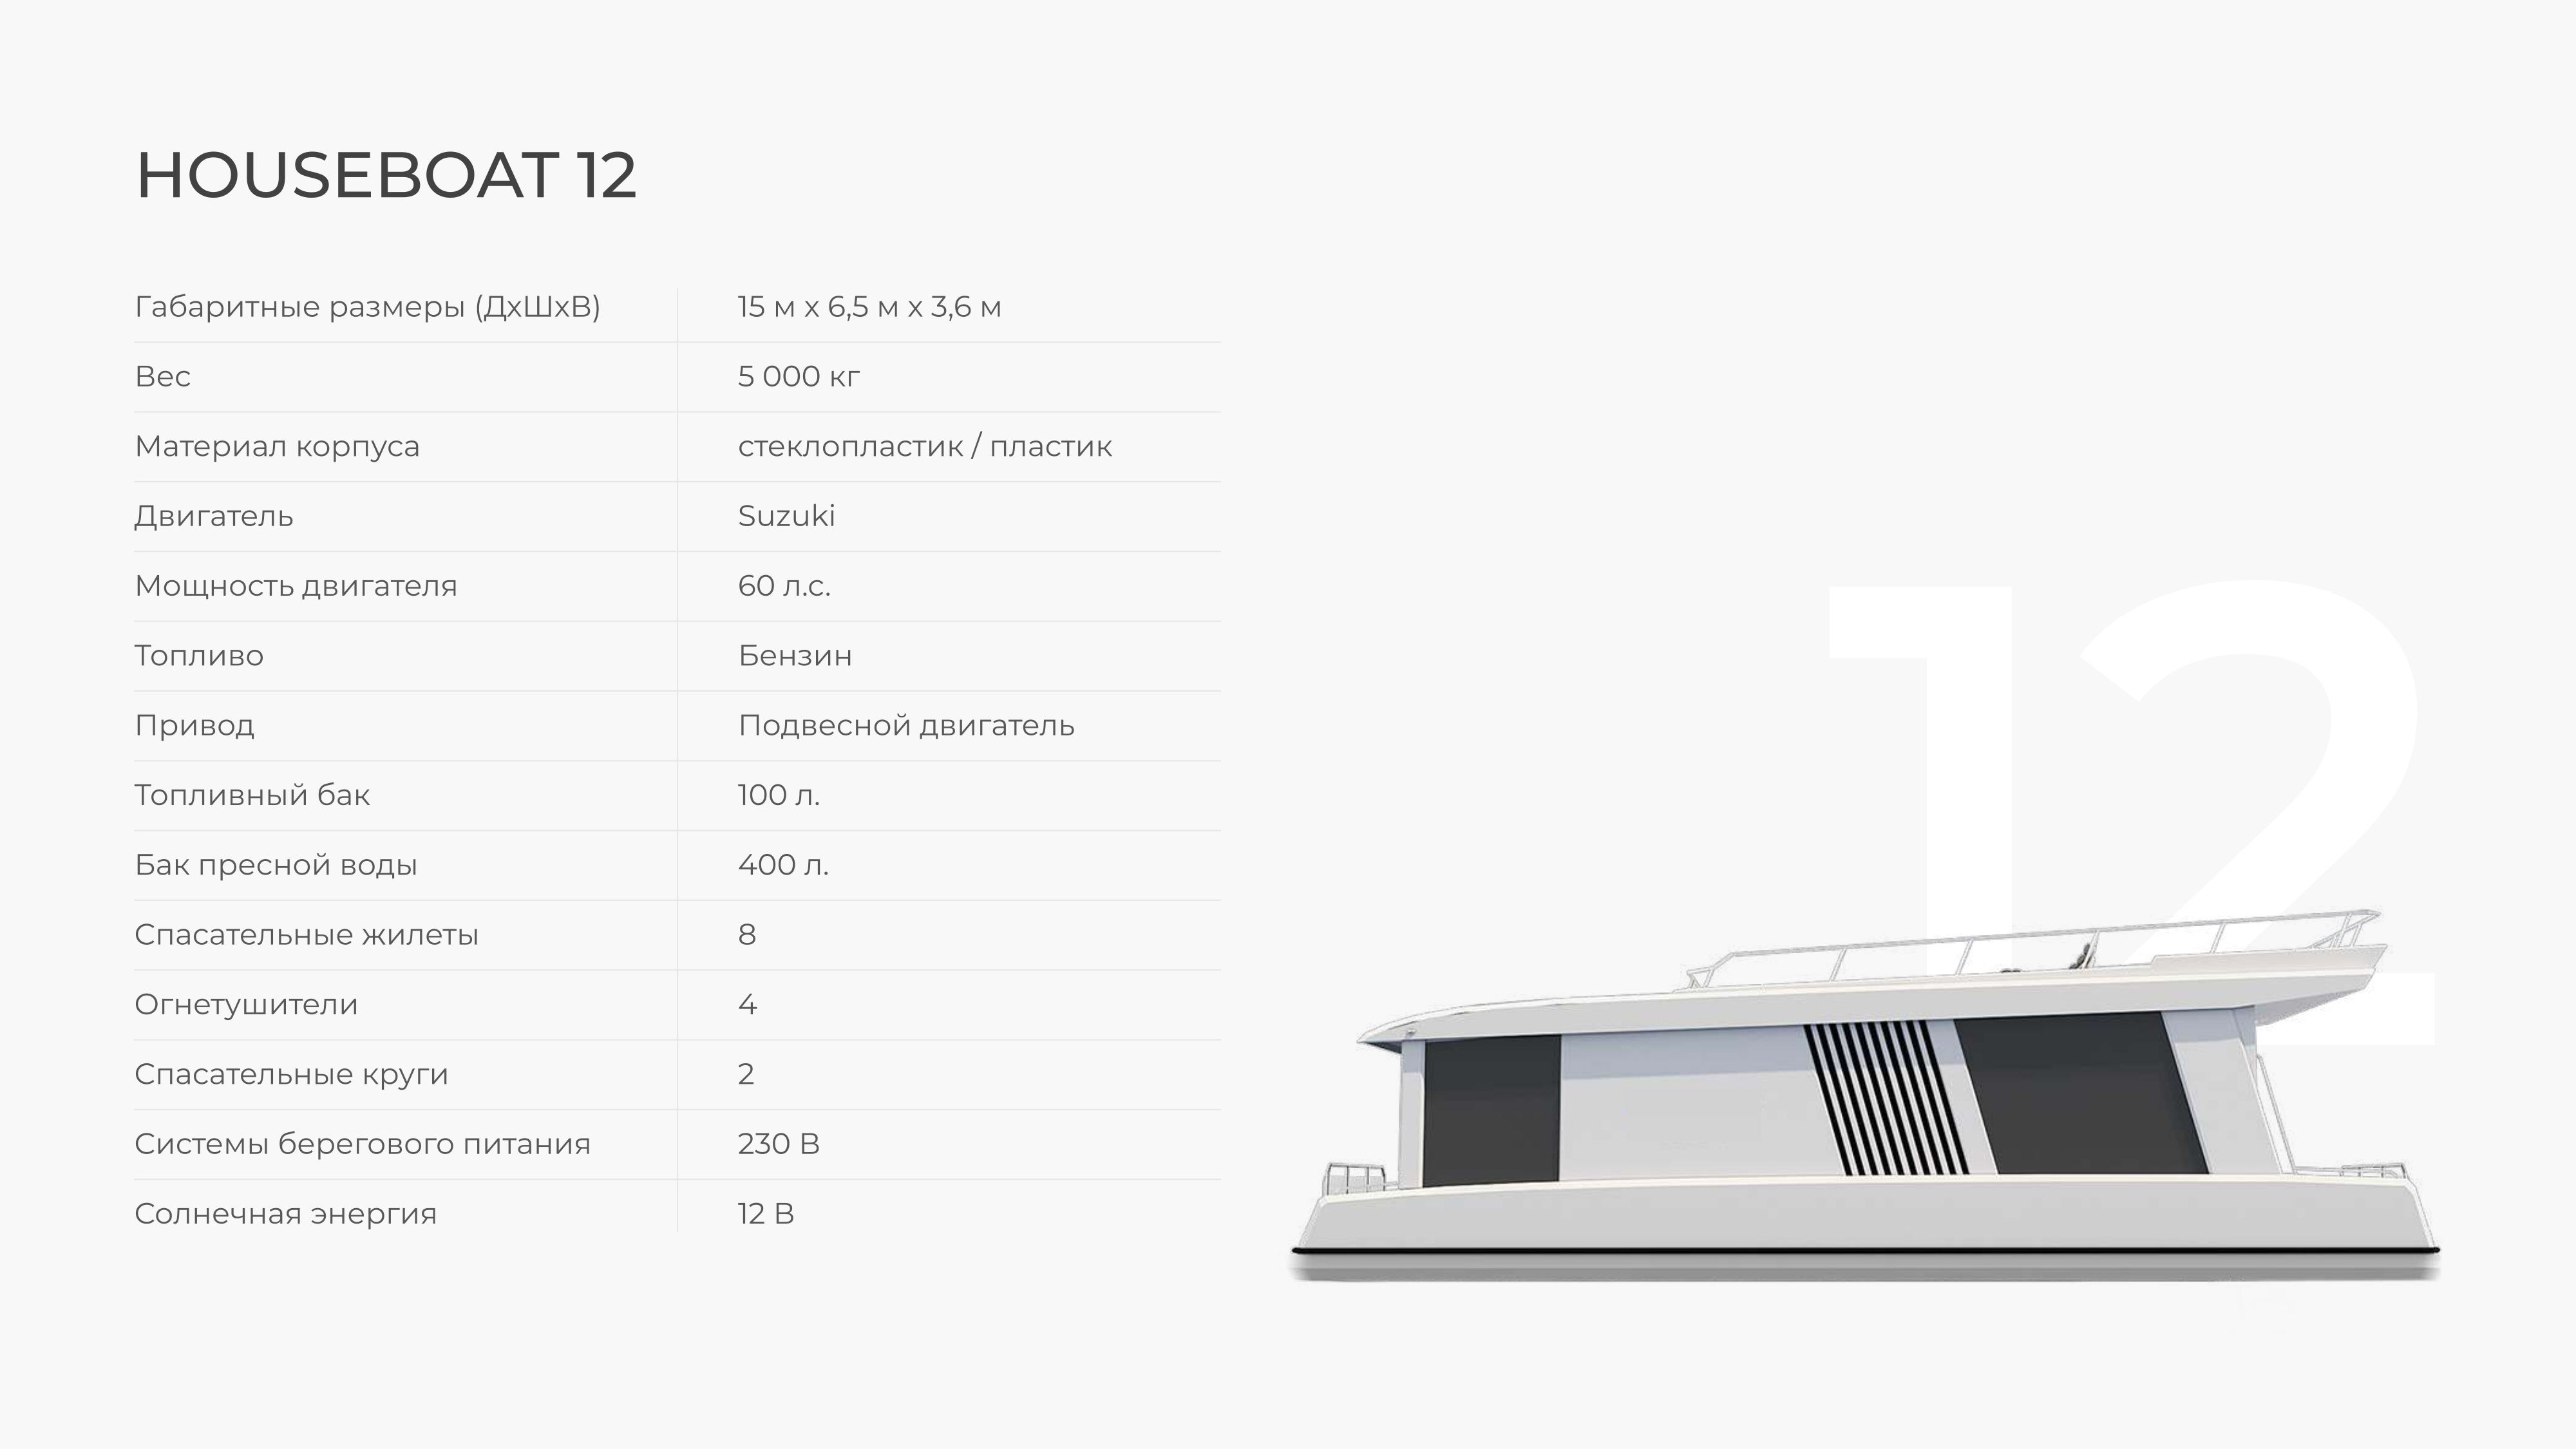 HOUSEBOAT 12
Габаритные размеры (ДхШхВ) 15 м х 6,5 м х 3,6 м
Вес 5 000 кг
Материал корпуса стеклопластик / пластик
Двигатель Suzuki
Мощность двигателя 60 л.с.
Топливо Бензин
Привод Подвесной двигатель
Топливный бак 100 л.
Бак пресной воды 400 л.
Спасательные жилеты 8
Огнетушители 4
Спасательные круги 2
Системы берегового питания 230 В
Солнечная энергия 12 В
12